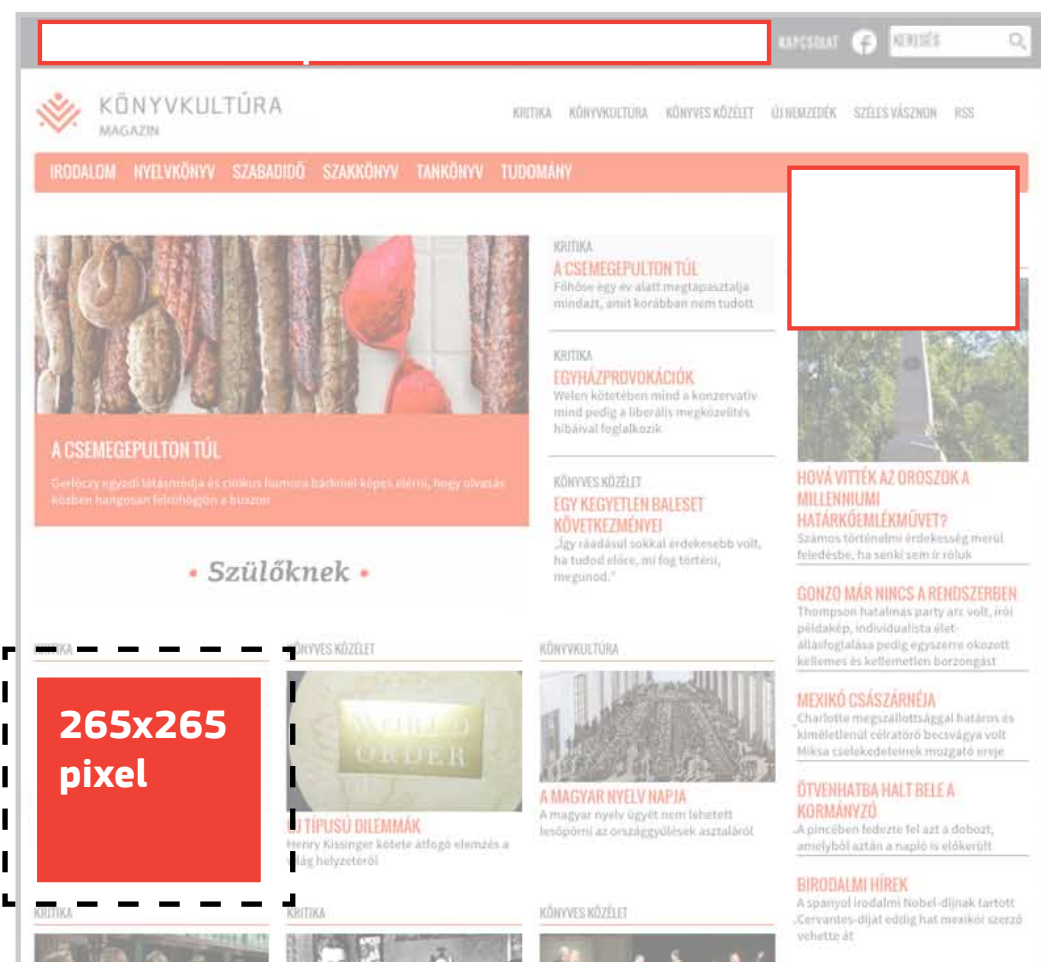 KAPCSOLAT
KERESÉS
KÖNYVKULTÚRA
MAGAZIN
KRITIKA KÖNYVKULTÚRA KÖNYVES KÖZÉLET ÚJ NEMZEDÉK SZÉLES VÁSZNON RSS
IRODALOM NYELVKÖNYV SZABADIDŐ SZAKKÖNYV TANKÖNYV TUDOMÁNY
A CSEMEGEPULTON TÚL
Gerlóczy egyedi látásmódja és cinikus humora bárkinél képes elérni, hogy olvasás
közben hangosan felröhögjön a buszon
KRITIKA
A CSEMEGEPULTON TÚL
Főhőse egy év alatt megtapasztalja
mindazt, amit korábban nem tudott
KRITIKA
EGYHÁZPROVOKÁCIÓK
Welen kötetében mind a konzervatív
mind pedig a liberális megközelítés
hibáival foglalkozik
KÖNYVES KÖZÉLET
EGY KEGYETLEN BALESET
KÖVETKEZMÉNYEI
„Így ráadásul sokkal érdekesebb volt,
ha tudod előre, mi fog történi,
megunod.”
HOVÁ VITTÉK AZ OROSZOK A
MILLENNIUMI
HATÁRKŐEMLÉKMŰVET?
Számos történelmi érdekesség merül
feledésbe, ha senki sem ír róluk
GONZO MÁR NINCS A RENDSZERBEN
Thompson hatalmas party arc volt, írói
példakép, individualista élet-
állásfoglalása pedig egyszerre okozott
kellemes és kellemetlen borzongást
MEXIKÓ CSÁSZÁRNÉJA
Charlotte megszállottsággal határos és
kíméletlenül célratörő becsvágya volt
Miksa cselekedeteinek mozgató ereje
ÖTVENHATBA HALT BELE A
KORMÁNYZÓ
A pincében fedezte fel azt a dobozt,
amelyből aztán a napló is előkerült
BIRODALMI HÍREK
A spanyol irodalmi Nobel-díjnak tartott
Cervantes-díját eddig hat mexikói szerző
vehette át
• Szülőknek •
KRITIKA
265x265
pixel
KÖNYVES KÖZÉLET
WORLD
ORDER
ÚJ TÍPUSÚ DILEMMÁK
Henry Kissinger kötete átfogó elemzés a
világ helyzetéről
KÖNYVKULTÚRA
A MAGYAR NYELV NAPJA
A magyar nyelv ügyét nem lehetett
lesöpörni az országgyűlések asztaláról
KRITIKA
KRITIKA
KÖNYVES KÖZÉLET